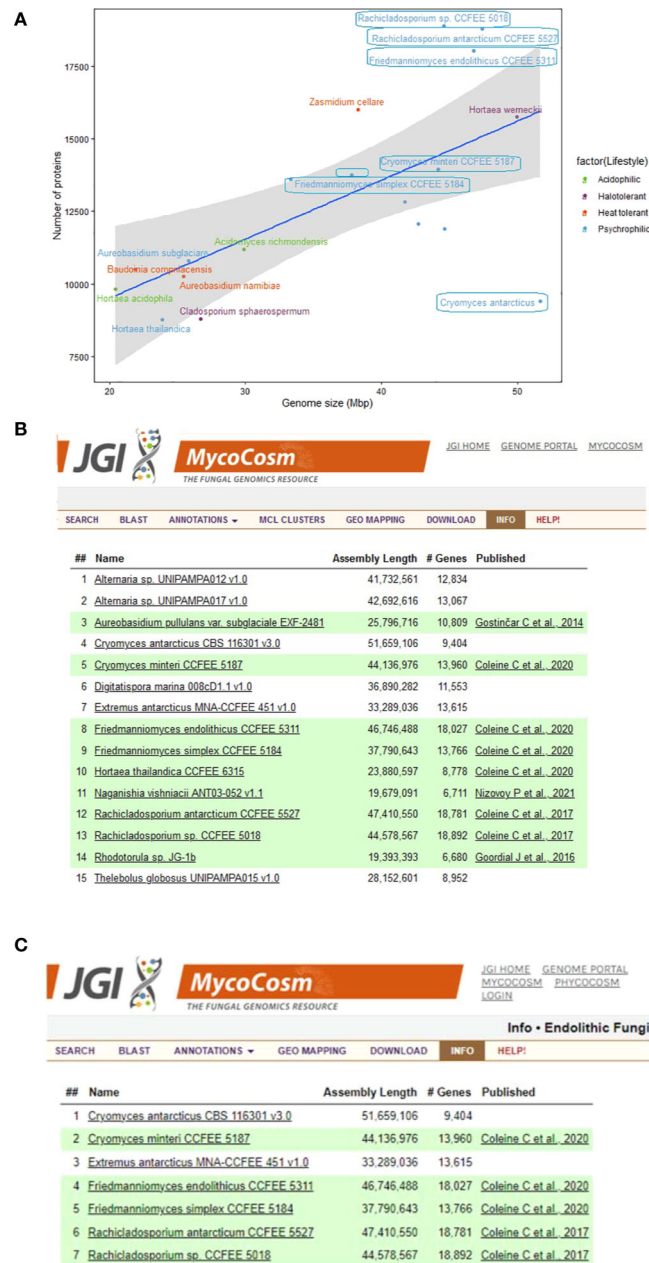 A
Rachicladosporium sp. CCFEE 5018
Rachicladosporium antarcticum CCFEE 5527
Friedmanniomyces endolithicus CCFEE 5311
Zasmidium cellare
Hortaea werneckii
Cryomyces minteri CCFEE 5187
Friedmanniomyces simplex CCFEE 5184
Acidomyces richmondensis
Aureobasidium subglaciare
Baudonia compniacensis
Aureobasidium namibiae
Hortaea acidophila
Cladosporium sphaerospermum
Hortaea thailandica
Cryomyces antarcticus
Number of proteins
17500
15000
12500
10000
7500
20 30 40 50
Genome size (Mbp)
factor(Lifestyle)
Acidophilic
Halotolerant
Heat tolerant
Psychrophilic
B
JGI MycoCosm
THE FUNGAL GENOMICS RESOURCE
JGI HOME GENOME PORTAL MYCOCOSM
SEARCH BLAST ANNOTATIONS MCL CLUSTERS GEO MAPPING DOWNLOAD INFO HELP!
## Name Assembly Length # Genes Published
1 Alternaria sp. UNIPAMPA012 v1.0 41,732,561 12,834
2 Alternaria sp. UNIPAMPA017 v1.0 42,692,616 13,067
3 Aureobasidium pullulans var. subglaciale EXF-2481 25,796,716 10,809 Gostinčar C et al., 2014
4 Cryomyces antarcticus CBS 116301 v3.0 51,659,106 9,404
5 Cryomyces minteri CCFEE 5187 44,136,976 13,960 Coleine C et al., 2020
6 Digitatispora marina 008cD1.1 v1.0 36,890,282 11,553
7 Extremus antarcticus MNA-CCFEE 451 v1.0 33,289,036 13,615
8 Friedmanniomyces endolithicus CCFEE 5311 46,746,488 18,027 Coleine C et al., 2020
9 Friedmanniomyces simplex CCFEE 5184 37,790,643 13,766 Coleine C et al., 2020
10 Hortaea thailandica CCFEE 6315 23,880,597 8,778 Coleine C et al., 2020
11 Naganishia vishniacii ANT03-052 v1.1 19,679,091 6,711 Nizovoy P et al., 2021
12 Rachicladosporium antarcticum CCFEE 5527 47,410,550 18,781 Coleine C et al., 2017
13 Rachicladosporium sp. CCFEE 5018 44,578,567 18,892 Coleine C et al., 2017
14 Rhodotorula sp. JG-1b 19,393,393 6,680 Goordial J et al., 2016
15 Thelebolus globosus UNIPAMPA015 v1.0 28,152,601 8,952
C
JGI MycoCosm
THE FUNGAL GENOMICS RESOURCE
JGI HOME GENOME PORTAL
MYCOCOSM PHYCOCOSM
LOGIN
Info • Endolithic Fungi
SEARCH BLAST ANNOTATIONS GEO MAPPING DOWNLOAD INFO HELP!
## Name Assembly Length # Genes Published
1 Cryomyces antarcticus CBS 116301 v3.0 51,659,106 9,404
2 Cryomyces minteri CCFEE 5187 44,136,976 13,960 Coleine C et al., 2020
3 Extremus antarcticus MNA-CCFEE 451 v1.0 33,289,036 13,615
4 Friedmanniomyces endolithicus CCFEE 5311 46,746,488 18,027 Coleine C et al., 2020
5 Friedmanniomyces simplex CCFEE 5184 37,790,643 13,766 Coleine C et al., 2020
6 Rachicladosporium antarcticum CCFEE 5527 47,410,550 18,781 Coleine C et al., 2017
7 Rachicladosporium sp. CCFEE 5018 44,578,567 18,892 Coleine C et al., 2017